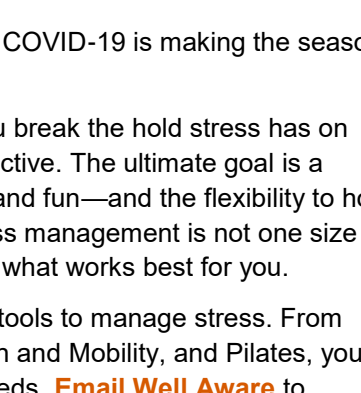 COVID-19 is making the seaso
u break the hold stress has on
ctive. The ultimate goal is a
and fun—and the flexibility to ho
ss management is not one size
what works best for you.
tools to manage stress. From
n and Mobility, and Pilates, you
eds. Email Well Aware to